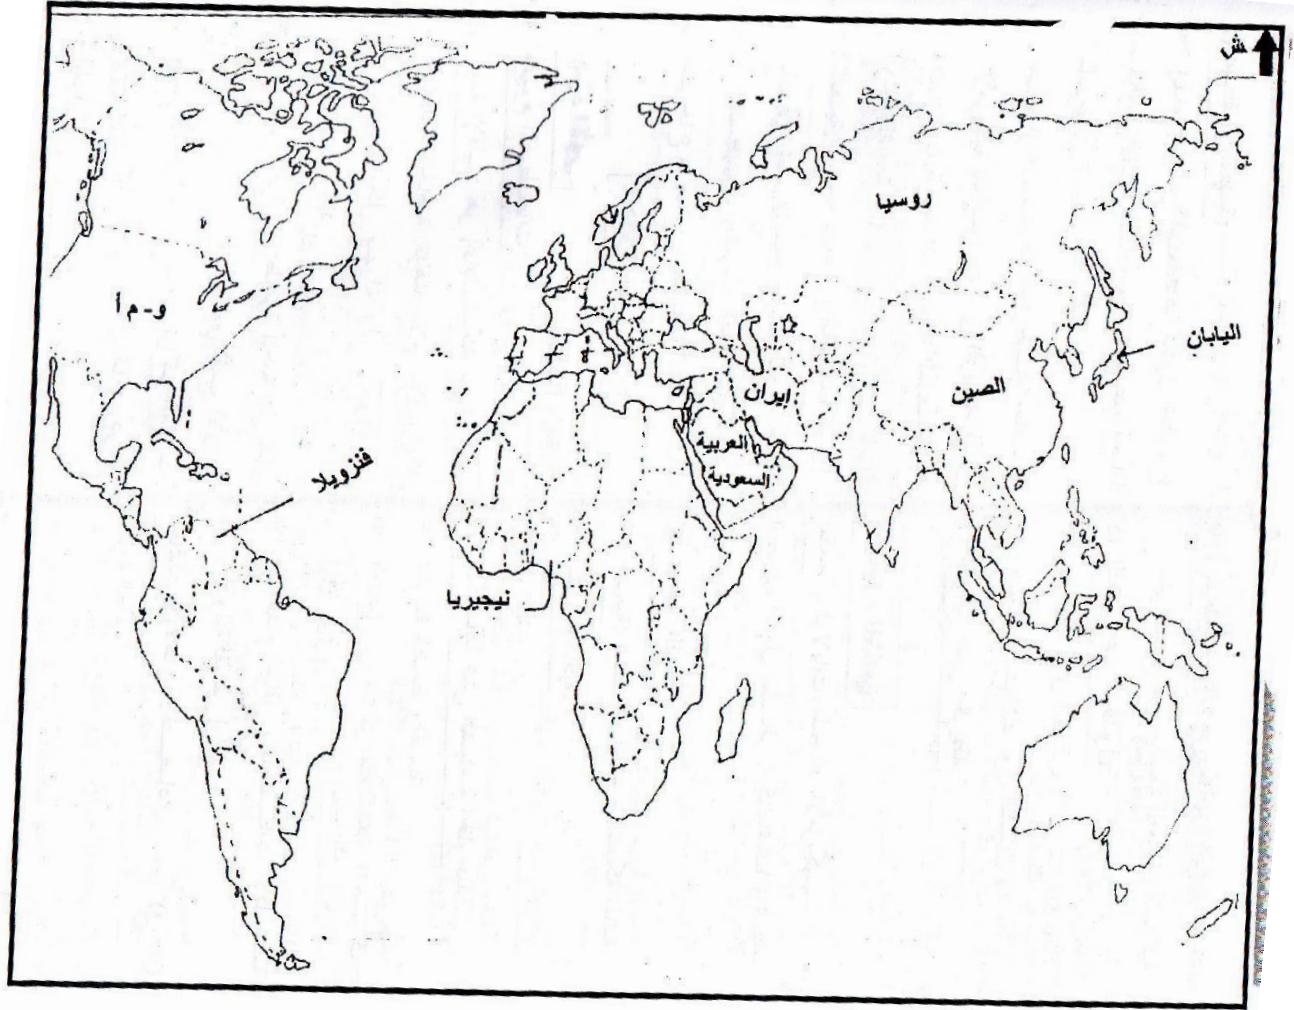 ش
روسيا
و-م أ
اليابان
إيران
الصين
العربية
السعودية
فنزويلا
نيجيريا